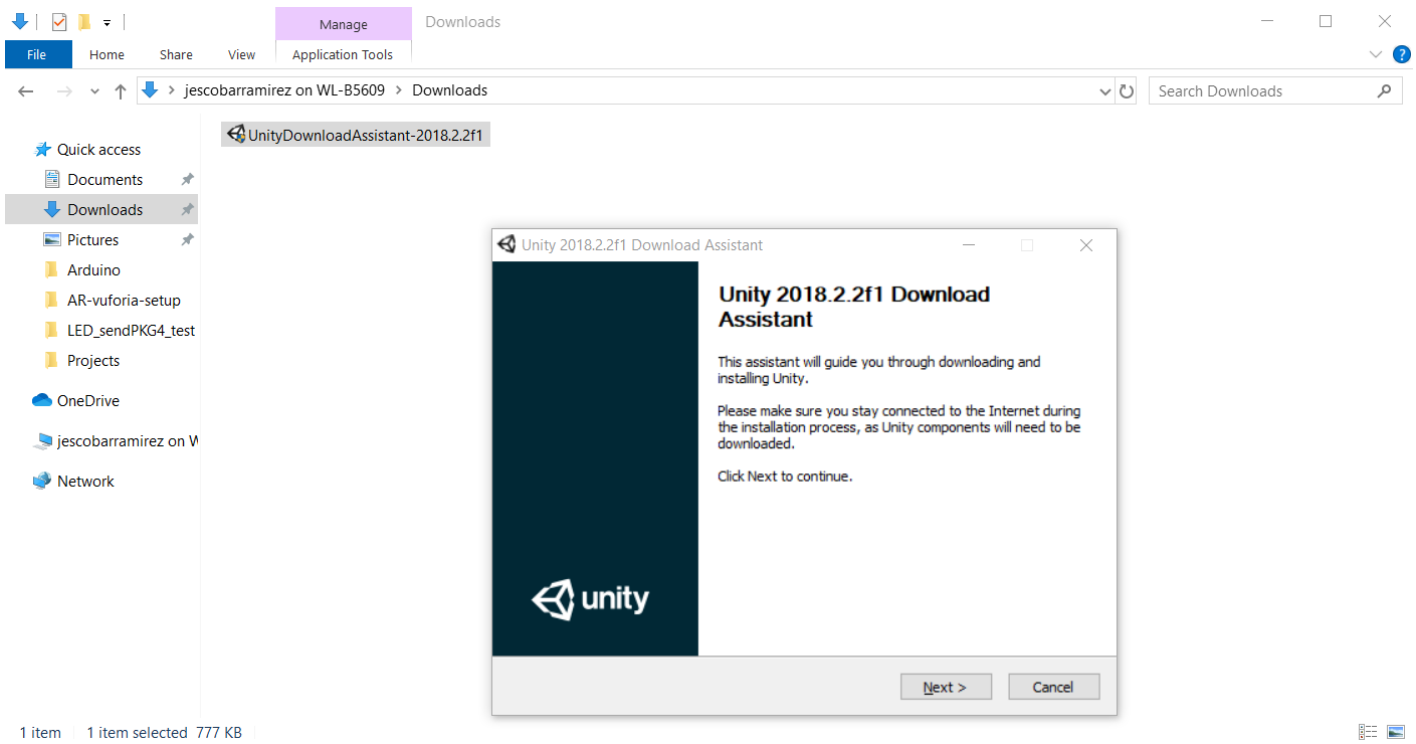 Manage
Downloads
File
Home
Share
View
Application Tools
jescobarramirez on WL-B5609 > Downloads
Search Downloads
Quick access
Documents
Downloads
Pictures
Arduino
AR-vuforia-setup
LED_sendPKG4_test
Projects
OneDrive
jescobarramirez on W
Network
UnityDownloadAssistant-2018.2.2f1
Unity 2018.2.2f1 Download Assistant
Unity 2018.2.2f1 Download
Assistant
This assistant will guide you through downloading and
installing Unity.
Please make sure you stay connected to the Internet during
the installation process, as Unity components will need to be
downloaded.
Click Next to continue.
unity
Next >
Cancel
1 item
1 item selected 777 KB